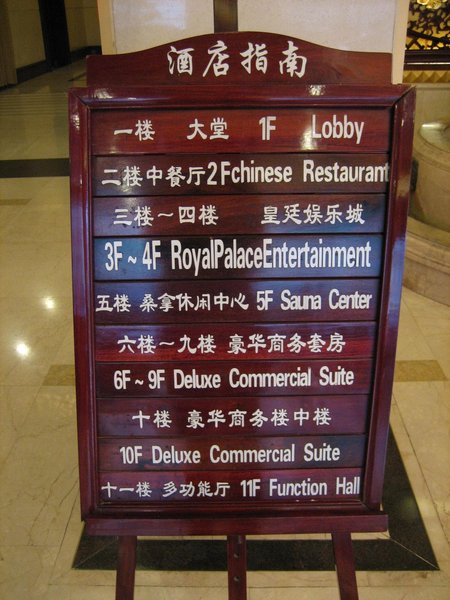 酒店指南
一楼 大堂 1F Lobby
二楼中餐厅2Fchinese Restaurant
三楼~四楼 皇廷娱乐城
3F ~ 4F RoyalPalaceEntertainment
五楼 桑拿休闲中心 5F Sauna Center
六楼~九楼 豪华商务套房
6F ~ 9F Deluxe Commercial Suite
十楼 豪华商务楼中楼
10F Deluxe Commercial Suite
十一楼 多功能厅 11F Function Hall